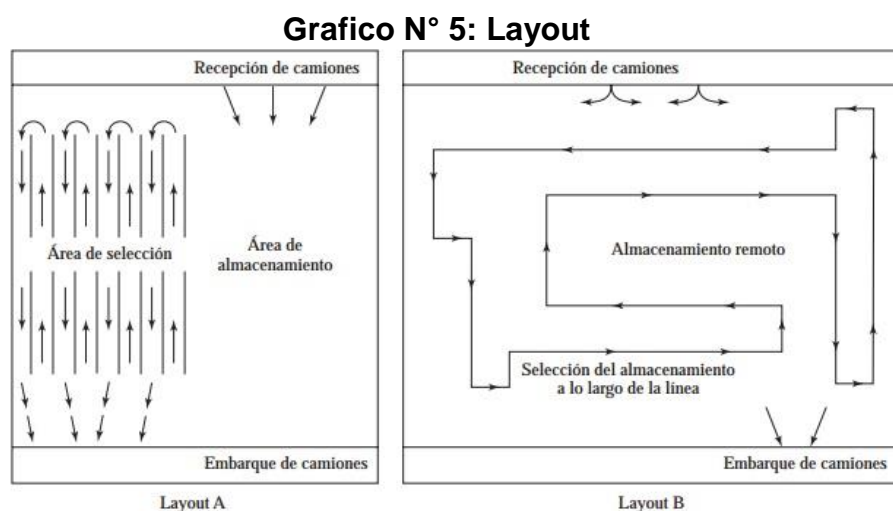 Grafico N° 5: Layout
Recepción de camiones
Área de selección
Área de
almacenamiento
Embarque de camiones
Layout A
Recepción de camiones
Almacenamiento remoto
Selección del almacenamiento
a lo largo de la línea
Embarque de camiones
Layout B